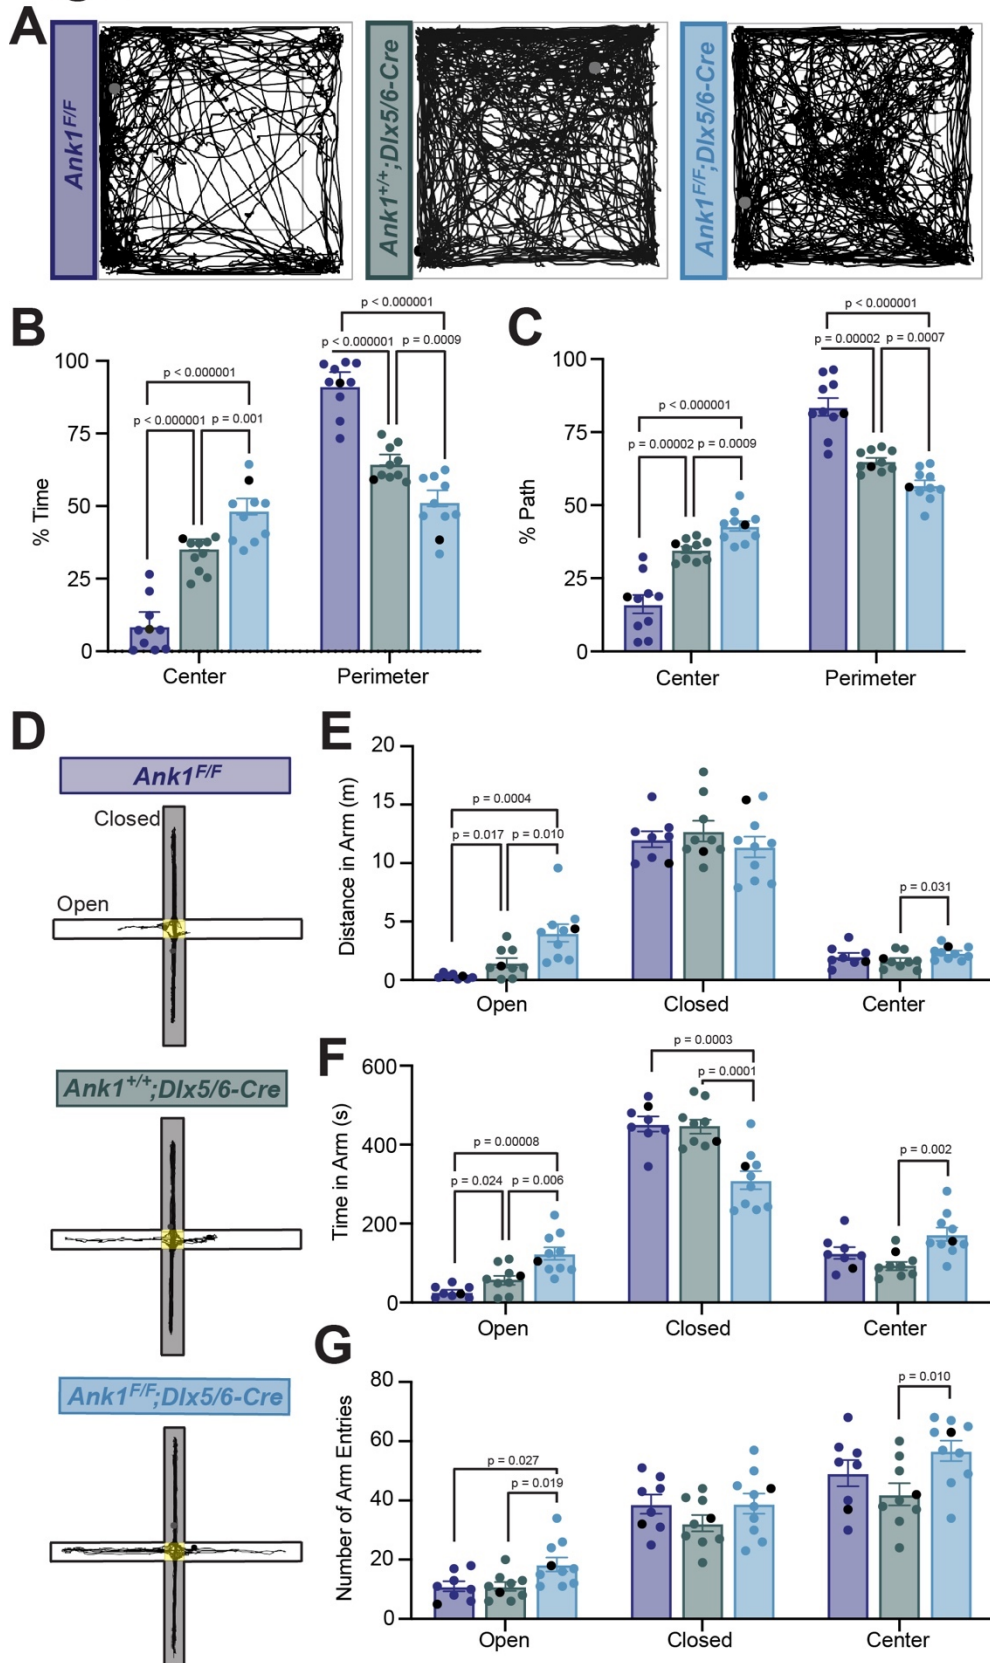 A
Ank1F/F
Ank1+/+;Dlx5/6-Cre
Ank1F/F;Dlx5/6-Cre
B
p < 0.000001
p < 0.000001
p = 0.0009
p < 0.000001
p < 0.000001
p = 0.001
% Time
100
75
50
25
0
Center
Perimeter
C
p < 0.000001
p = 0.00002
p = 0.0007
p < 0.000001
p = 0.00002
p = 0.0009
% Path
100
75
50
25
0
Center
Perimeter
D
Ank1F/F
Closed
Open
Ank1+/+;Dlx5/6-Cre
Ank1F/F;Dlx5/6-Cre
E
Distance in Arm (m)
20
15
10
5
0
p = 0.0004
p = 0.017
p = 0.010
p = 0.031
Open
Closed
Center
F
Time in Arm (s)
600
400
200
0
p = 0.0003
p = 0.0001
p = 0.00008
p = 0.024
p = 0.006
p = 0.002
Open
Closed
Center
G
Number of Arm Entries
80
60
40
20
0
p = 0.027
p = 0.019
p = 0.010
Open
Closed
Center